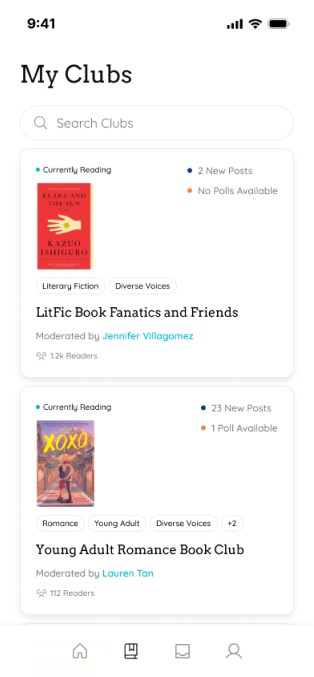 9:41
My Clubs
Search Clubs
Currently Reading
2 New Posts
No Polls Available
KLARA AND
THE SUN
KAZUO
ISHIGURO
Literary Fiction
Diverse Voices
LitFic Book Fanatics and Friends
Moderated by Jennifer Villagomez
1.2k Readers
Currently Reading
23 New Posts
1 Poll Available
XOXO
Romance
Young Adult
Diverse Voices
+2
Young Adult Romance Book Club
Moderated by Lauren Tan
112 Readers